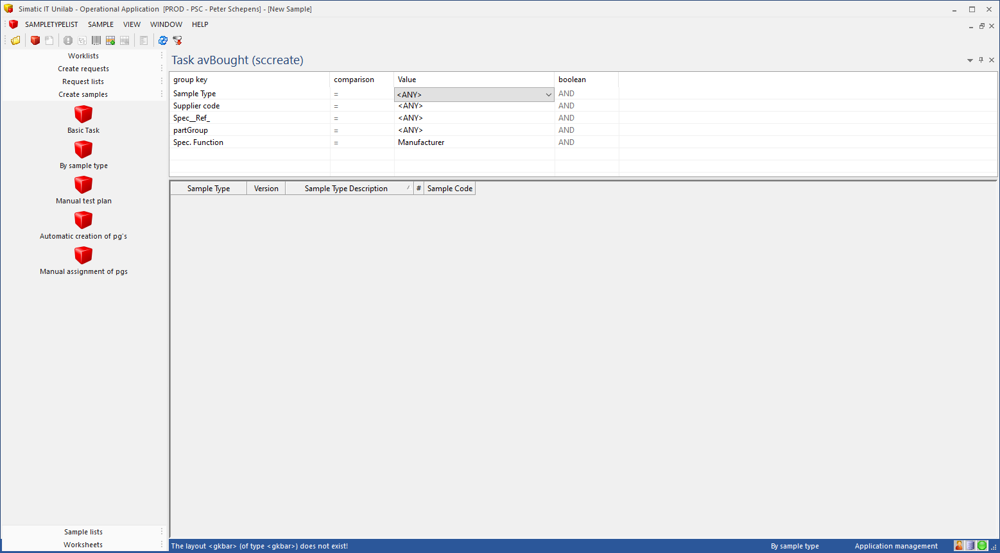 Simatic IT Unilab - Operational Application [PROD - PSC - Peter Schepens] - [New Sample]
SAMPLETYPELIST SAMPLE VIEW WINDOW HELP
Worklists
Create requests
Request lists
Create samples
Basic Task
By sample type
Manual test plan
Automatic creation of pg's
Manual assignment of pgs
Sample lists
Worksheets
Task avBought (sccreate)
group key comparison Value boolean
Sample Type = <ANY> AND
Supplier code = <ANY> AND
Spec__Ref_ = <ANY> AND
partGroup = <ANY> AND
Spec. Function = Manufacturer AND
Sample Type Version Sample Type Description / # Sample Code
The layout <gkbar> (of type <gkbar>) does not exist! By sample type Application management